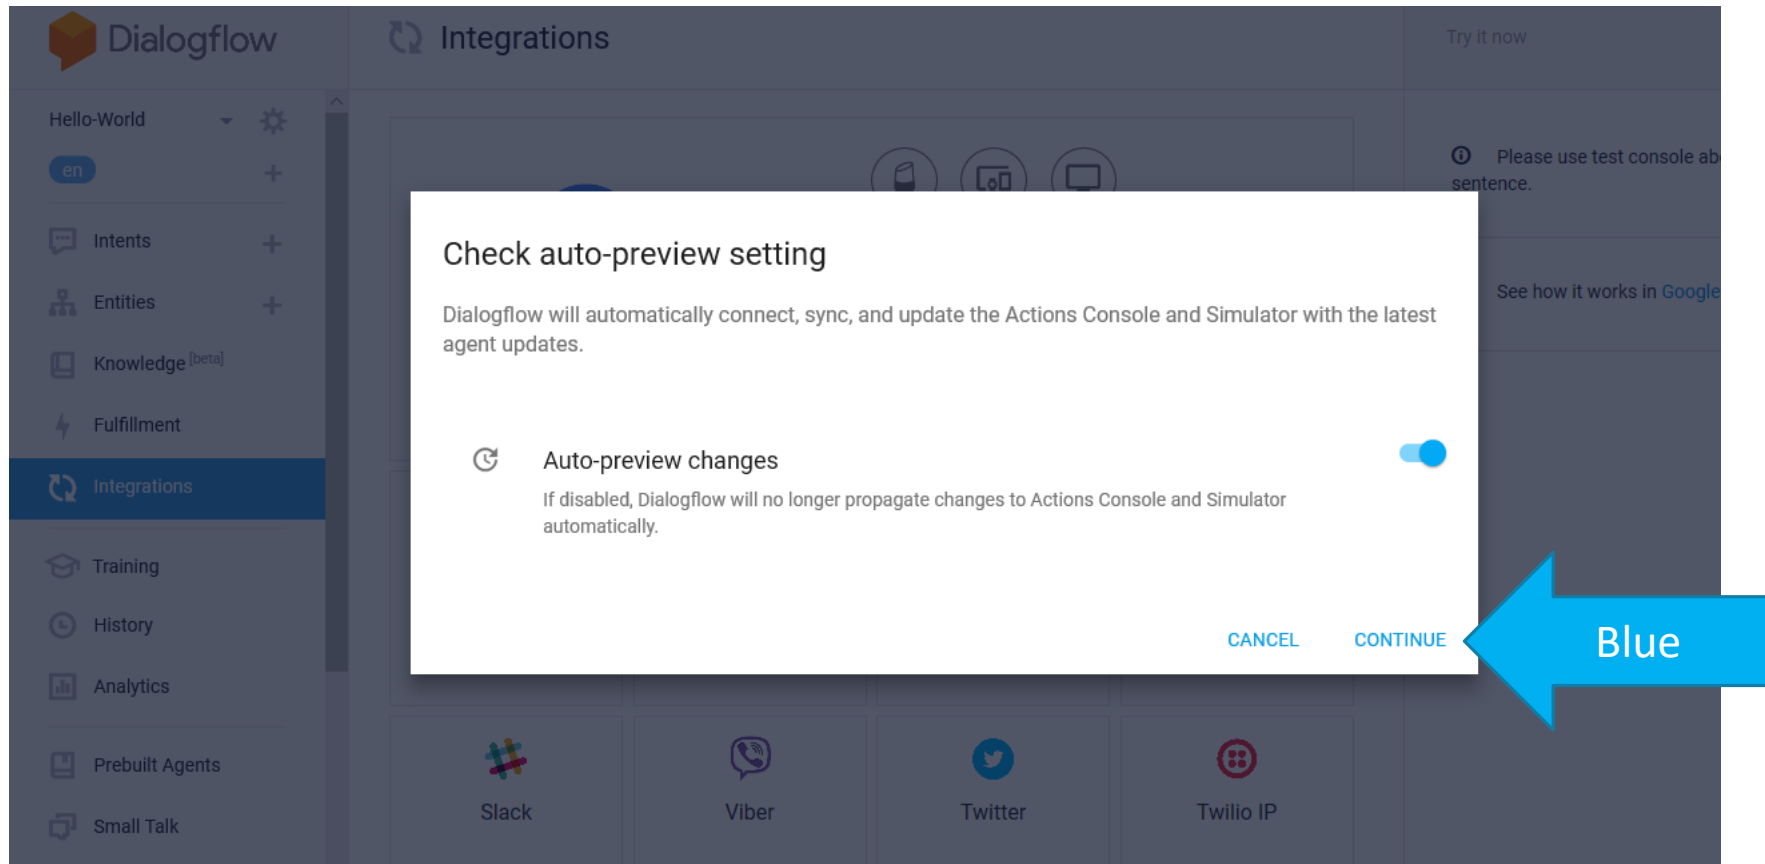 Dialogflow
Integrations
Try it now
Hello-World
en
Please use test console ab
sentence.
Intents
Entities
Knowledge [beta]
Fulfillment
Integrations
Training
History
Analytics
Prebuilt Agents
Small Talk
See how it works in Google
Check auto-preview setting
Dialogflow will automatically connect, sync, and update the Actions Console and Simulator with the latest
agent updates.
Auto-preview changes
If disabled, Dialogflow will no longer propagate changes to Actions Console and Simulator
automatically.
CANCEL CONTINUE
Blue
Slack Viber Twitter Twilio IP